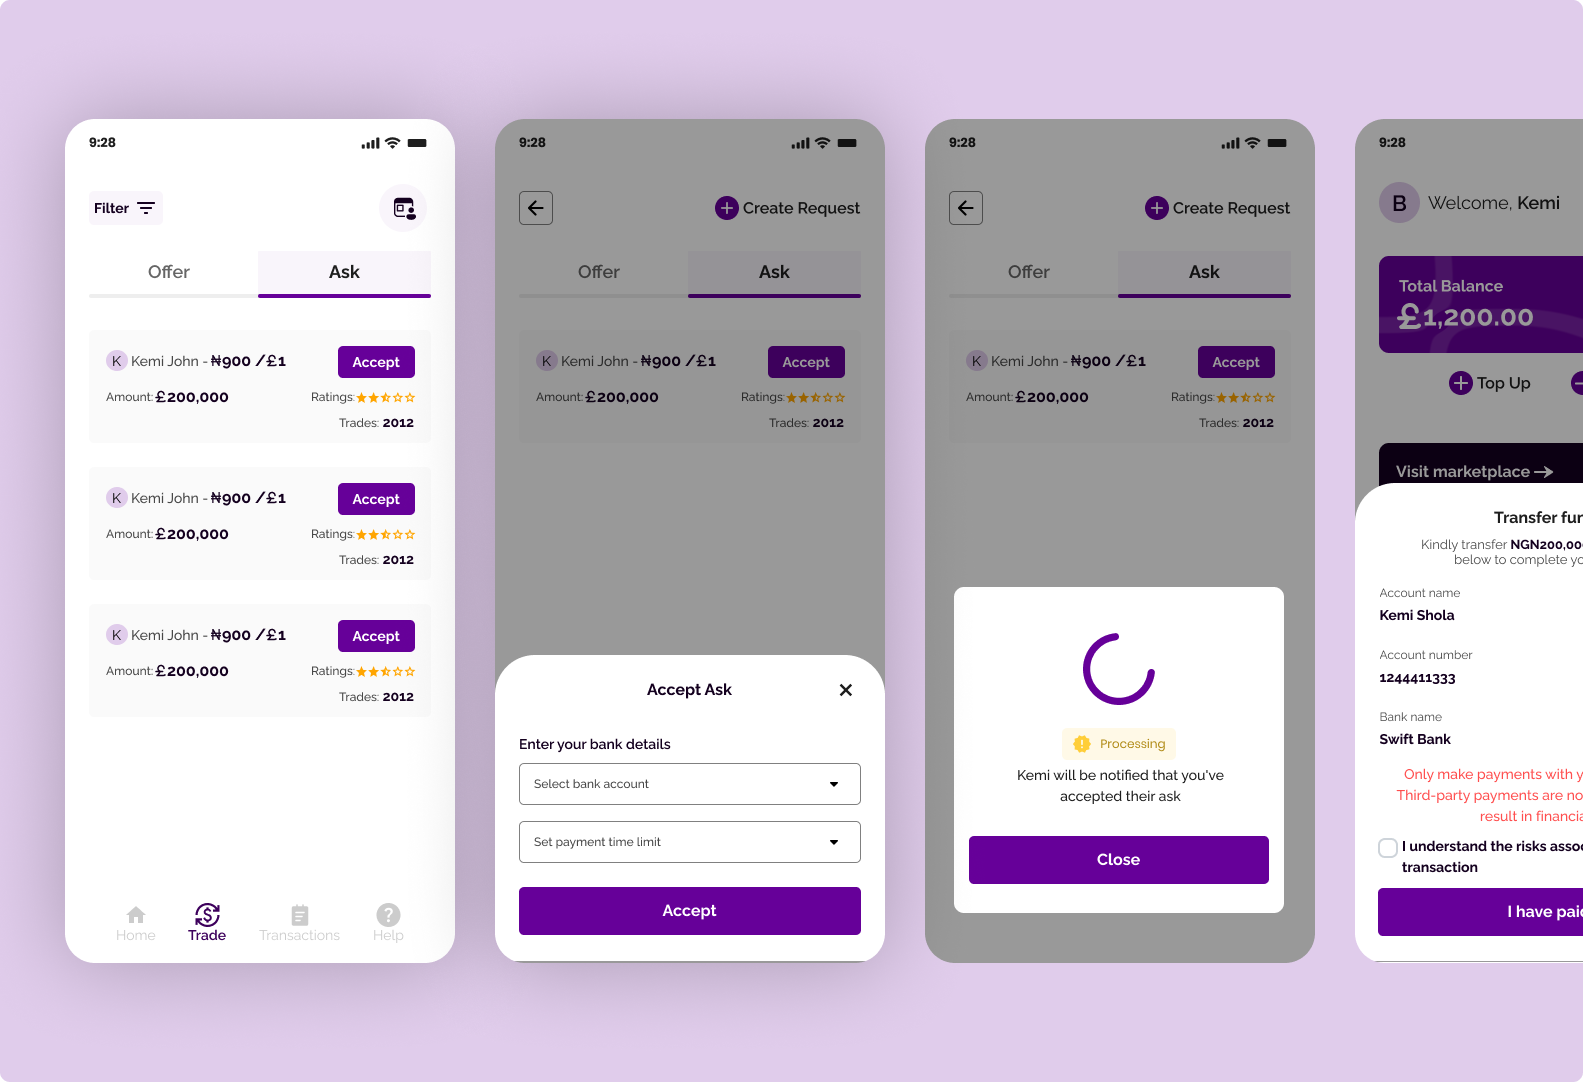 9:28
Filter
Offer
Ask
K Kemi John - ₦900 /£1
Accept
Amount: £200,000
Ratings:
Trades: 2012
K Kemi John - ₦900 /£1
Accept
Amount: £200,000
Ratings:
Trades: 2012
K Kemi John - ₦900 /£1
Accept
Amount: £200,000
Ratings:
Trades: 2012
Home
Trade
Transactions
Help
9:28
Create Request
Offer
Ask
K Kemi John - ₦900 /£1
Accept
Amount: £200,000
Ratings:
Trades: 2012
Accept Ask
Enter your bank details
Select bank account
Set payment time limit
Accept
9:28
Create Request
Offer
Ask
K Kemi John - ₦900 /£1
Accept
Amount: £200,000
Ratings:
Trades: 2012
Processing
Kemi will be notified that you've
accepted their ask
Close
9:28
B Welcome, Kemi
Total Balance
£1,200.00
Top Up
Visit marketplace
Transfer
Kindly transfer NGN200,00
below to complete
Account name
Kemi Shola
Account number
1244411333
Bank name
Swift Bank
Only make payments with
Third-party payments are
result in
I understand the risks
transaction
I have